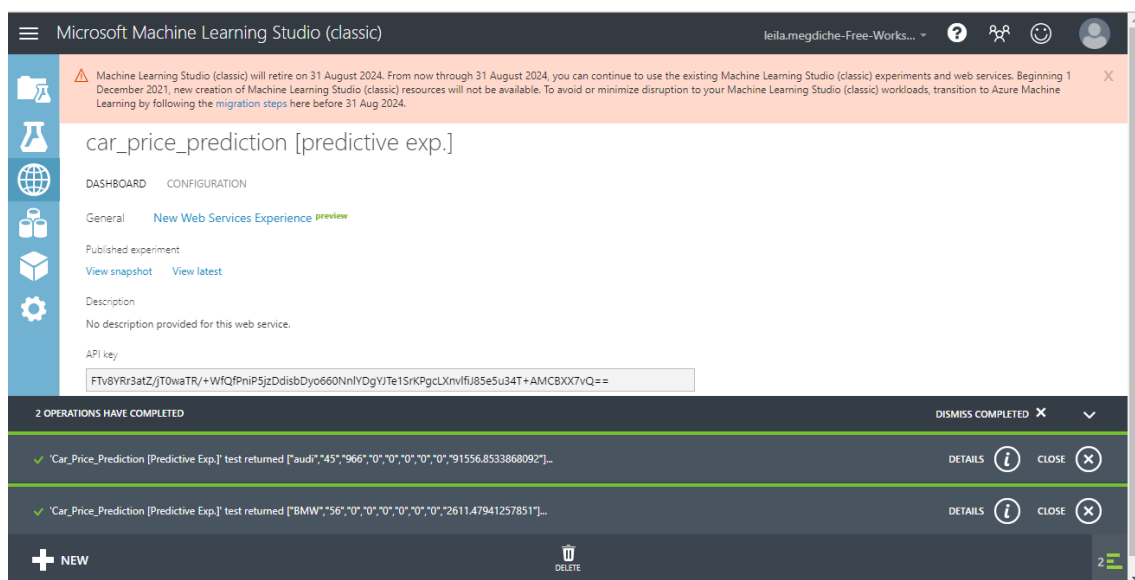 Microsoft Machine Learning Studio (classic)
leila.megdiche-Free-Works...
?
Machine Learning Studio (classic) will retire on 31 August 2024. From now through 31 August 2024, you can continue to use the existing Machine Learning Studio (classic) experiments and web services. Beginning 1
December 2021, new creation of Machine Learning Studio (classic) resources will not be available. To avoid or minimize disruption to your Machine Learning Studio (classic) workloads, transition to Azure Machine
Learning by following the migration steps here before 31 Aug 2024.
X
car_price_prediction [predictive exp.]
DASHBOARD CONFIGURATION
General New Web Services Experience preview
Published experiment
View snapshot View latest
Description
No description provided for this web service.
API key
FTv8YRr3atZ/jT0waTR/+WfQfPniP5jzDdisbDyo660NnlYDgYJTe1SrKPgcLXnvlfiJ85e5u34T+AMCBXX7vQ==
2 OPERATIONS HAVE COMPLETED
DISMISS COMPLETED X
'Car_Price_Prediction [Predictive Exp.]' test returned ["audi","45","966","0","0","0","0","0","91556.8533868092"]...
DETAILS i CLOSE X
'Car_Price_Prediction [Predictive Exp.]' test returned ["BMW","56","0","0","0","0","0","0","2611.47941257851"]...
DETAILS i CLOSE X
NEW
DELETE
2